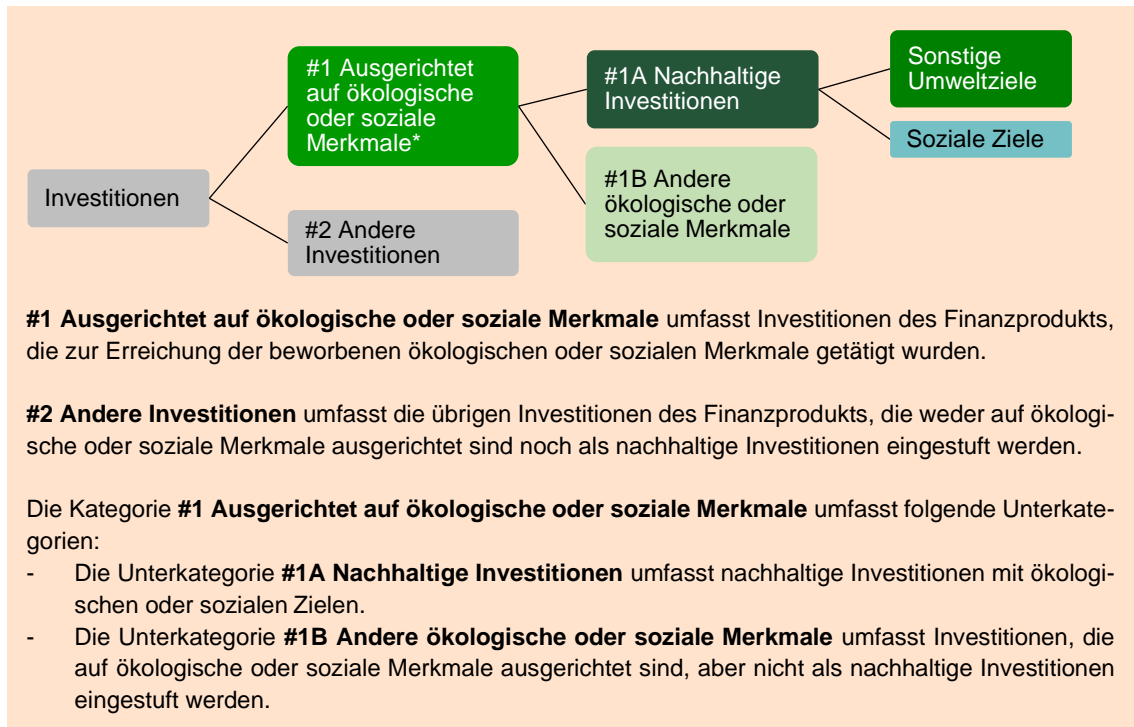 #1 Ausgerichtet
auf ökologische
oder soziale
Merkmale*
#1A Nachhaltige
Investitionen
Sonstige
Umweltziele
Soziale Ziele
Investitionen
#1B Andere
ökologische oder
soziale Merkmale
#2 Andere
Investitionen
#1 Ausgerichtet auf ökologische oder soziale Merkmale umfasst Investitionen des Finanzprodukts,
die zur Erreichung der beworbenen ökologischen oder sozialen Merkmale getätigt wurden.
#2 Andere Investitionen umfasst die übrigen Investitionen des Finanzprodukts, die weder auf ökologi-
sche oder soziale Merkmale ausgerichtet sind noch als nachhaltige Investitionen eingestuft werden.
Die Kategorie #1 Ausgerichtet auf ökologische oder soziale Merkmale umfasst folgende Unterkate-
gorien:
- Die Unterkategorie #1A Nachhaltige Investitionen umfasst nachhaltige Investitionen mit ökologi-
schen oder sozialen Zielen.
- Die Unterkategorie #1B Andere ökologische oder soziale Merkmale umfasst Investitionen, die
auf ökologische oder soziale Merkmale ausgerichtet sind, aber nicht als nachhaltige Investitionen
eingestuft werden.